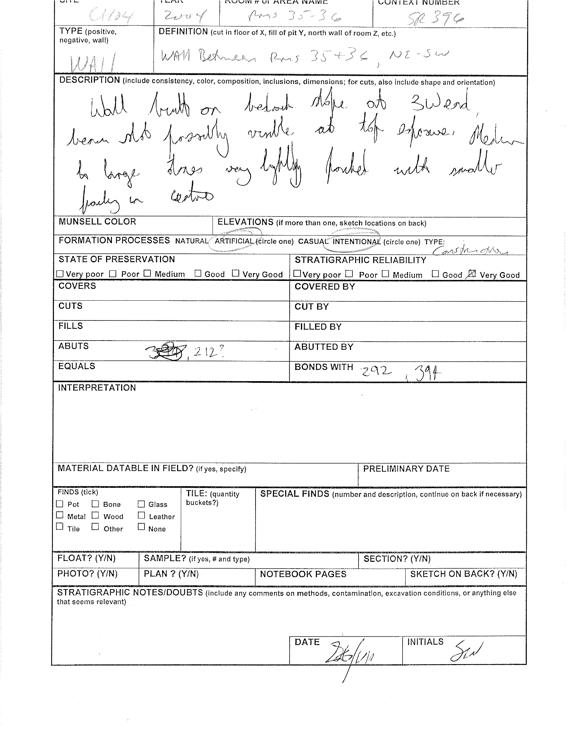 SITE YEAR ROOM # or AREA NAME CONTEXT NUMBER
2004 Rms 35-36 SR 396
TYPE (positive, negative, wall) DEFINITION (cut in floor of X, fill of pit Y, north wall of room Z, etc.)
WALL Wall Between Rms 35+36, NE-SW
DESCRIPTION (include consistency, color, composition, inclusions, dimensions; for cuts, also include shape and orientation)
Wall built on bedrock slope at SW end,
beam slot possibly visible at top exposure. Medium
to large stones very tightly packed with smaller
in centre
MUNSELL COLOR ELEVATIONS (if more than one, sketch locations on back)
FORMATION PROCESSES NATURAL ARTIFICIAL (circle one) CASUAL INTENTIONAL (circle one) TYPE: Construction
STATE OF PRESERVATION STRATIGRAPHIC RELIABILITY
Very poor Poor Medium Good Very Good Very poor Poor Medium Good Very Good
COVERS COVERED BY
CUTS CUT BY
FILLS FILLED BY
ABUTS , 212? ABUTTED BY
EQUALS BONDS WITH 292 , 394
INTERPRETATION
MATERIAL DATABLE IN FIELD? (if yes, specify) PRELIMINARY DATE
FINDS (tick) TILE: (quantity buckets?) SPECIAL FINDS (number and description, continue on back if necessary)
Pot Bone Glass
Metal Wood Leather
Tile Other None
FLOAT? (Y/N) SAMPLE? (if yes, # and type) SECTION? (Y/N)
PHOTO? (Y/N) PLAN ? (Y/N) NOTEBOOK PAGES SKETCH ON BACK? (Y/N)
STRATIGRAPHIC NOTES/DOUBTS (include any comments on methods, contamination, excavation conditions, or anything else
that seems relevant)
DATE INITIALS